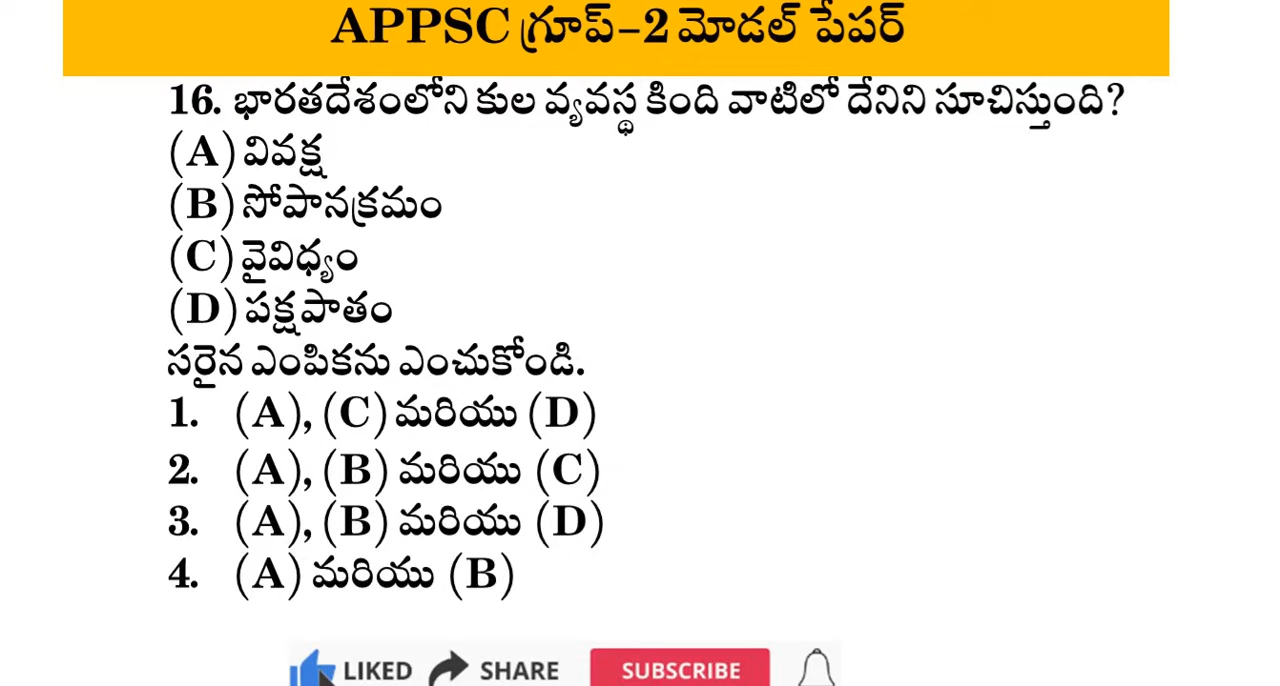 APPSC గ్రూప్-2 మోడల్ పేపర్
16. భారతదేశంలోని కుల వ్యవస్థ కింది వాటిలో దేనిని సూచిస్తుంది?
(A) వివక్ష
(B) సోపానక్రమం
(C) వైవిధ్యం
(D) పక్షపాతం
సరైన ఎంపికను ఎంచుకోండి.
1. (A), (C) మరియు (D)
2. (A), (B) మరియు (C)
3. (A), (B) మరియు (D)
4. (A) మరియు (B)
LIKED SHARE SUBSCRIBE